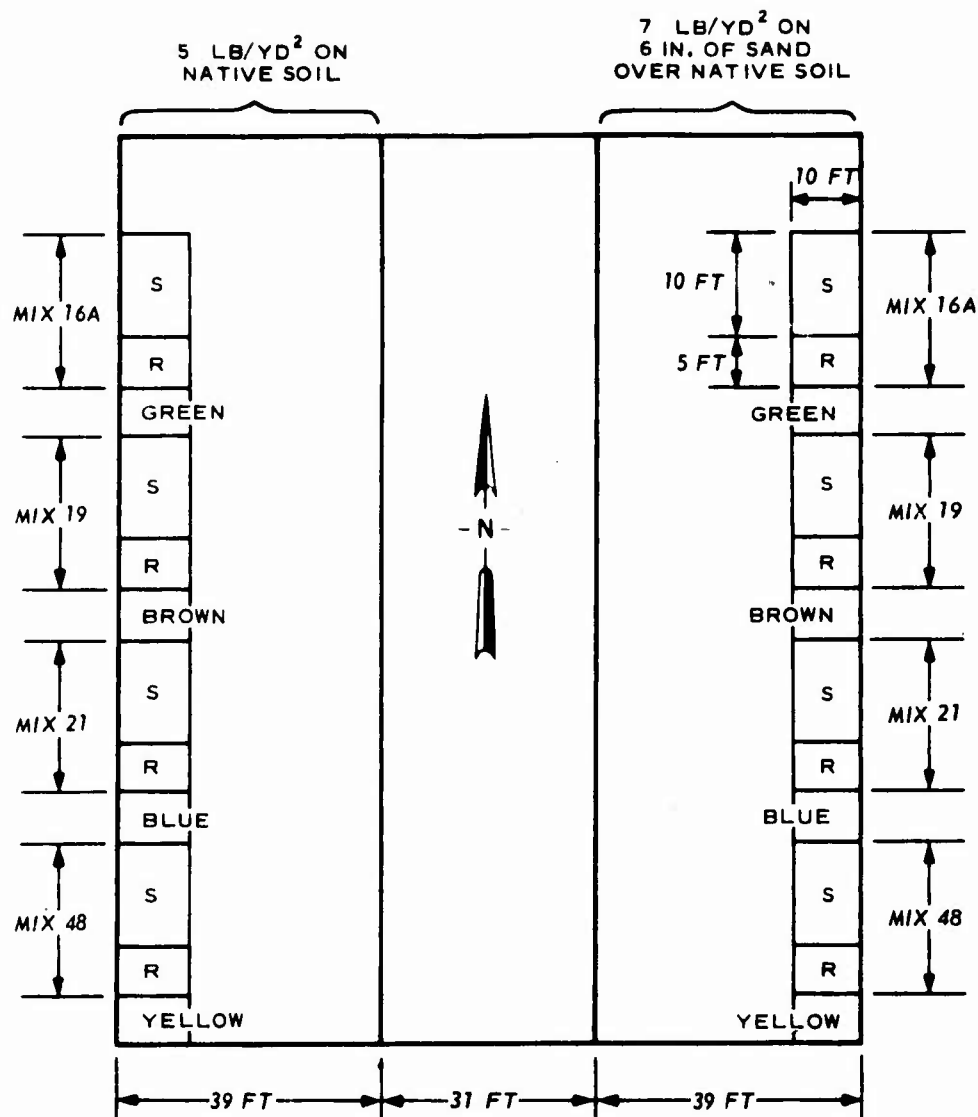 5 LB/YD² ON
NATIVE SOIL
7 LB/YD² ON
6 IN. OF SAND
OVER NATIVE SOIL
10 FT
MIX 16A
S
R
10 FT
5 FT
S
R
MIX 16A
GREEN
GREEN
MIX 19
S
R
S
R
MIX 19
N
BROWN
BROWN
MIX 21
S
R
S
R
MIX 21
BLUE
BLUE
MIX 48
S
R
S
R
MIX 48
YELLOW
YELLOW
39 FT
31 FT
39 FT